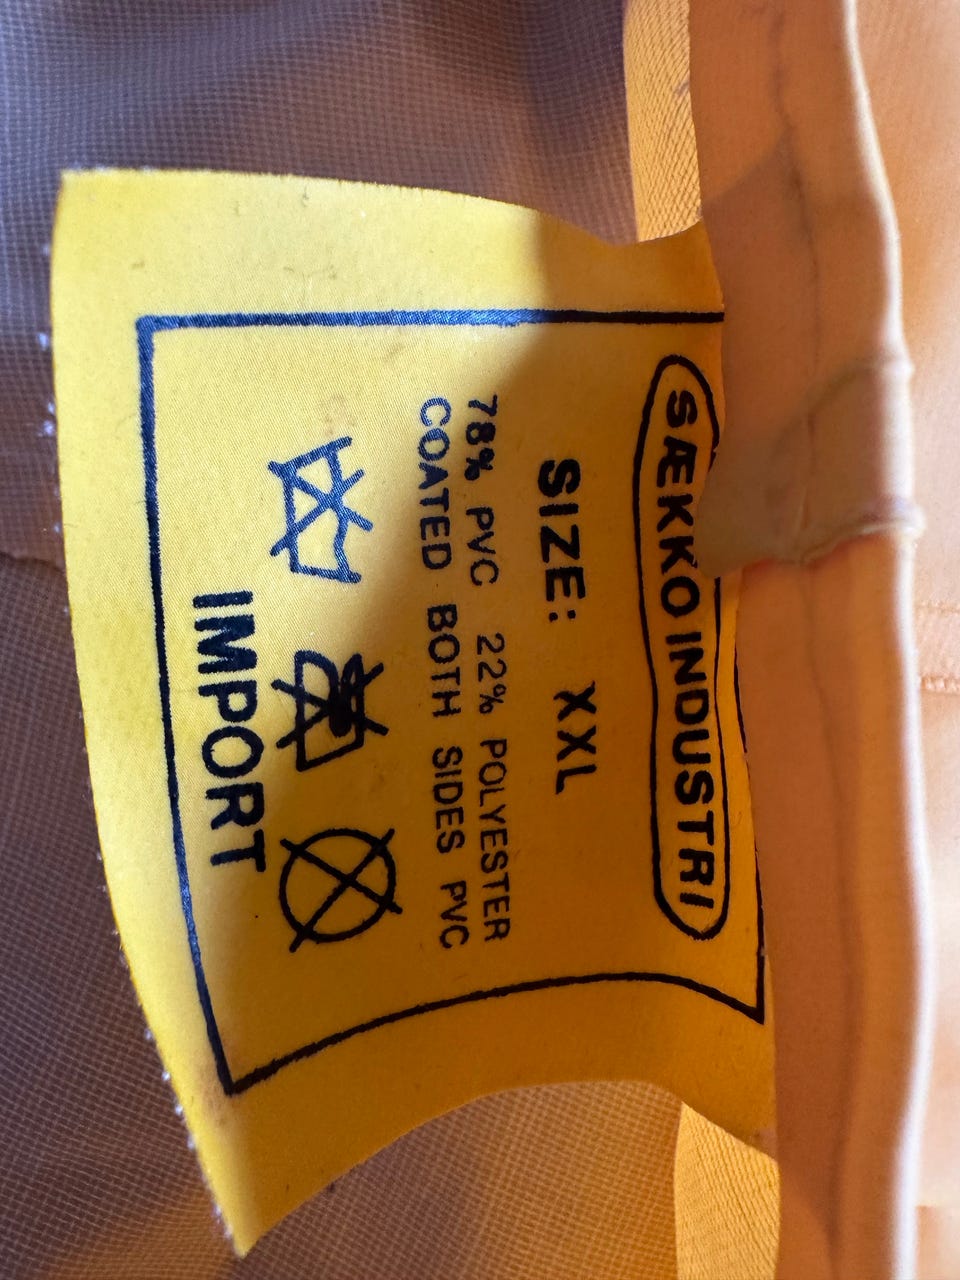 SÆKKO INDUSTRI
SIZE: XXL
78% PVC 22% POLYESTER
COATED BOTH SIDES PVC
IMPORT